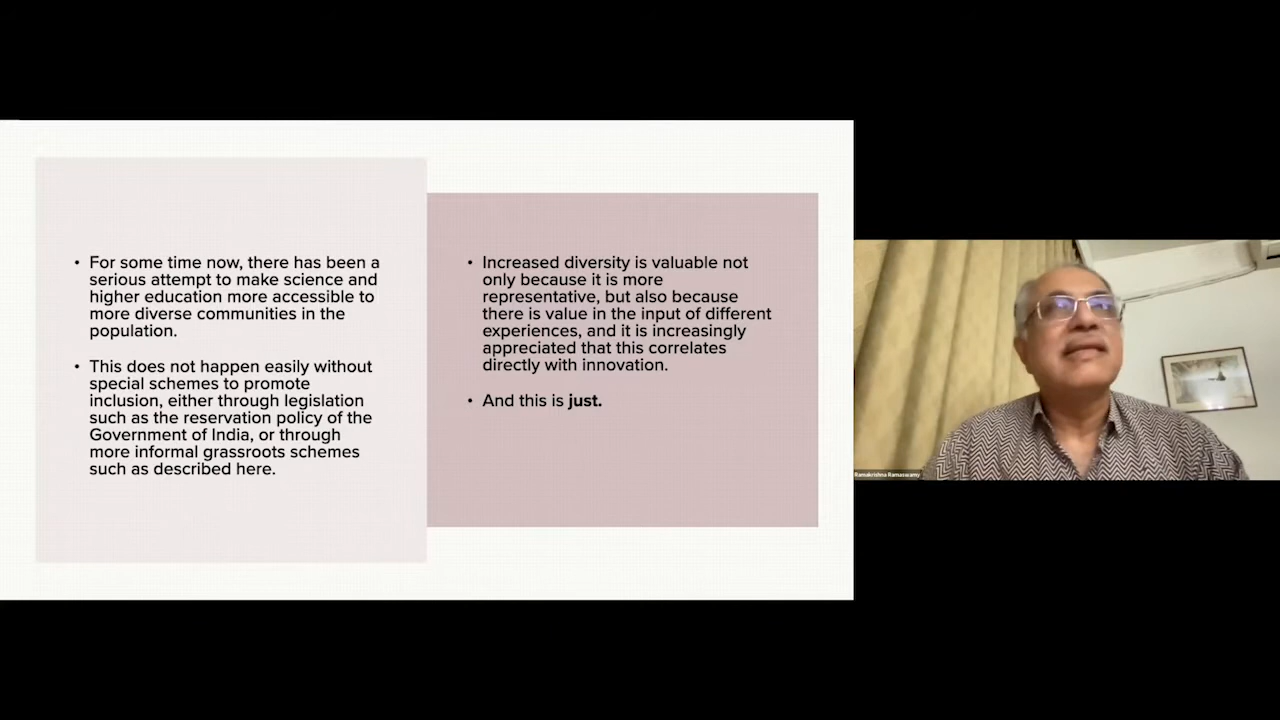 • For some time now, there has been a
serious attempt to make science and
higher education more accessible to
more diverse communities in the
population.
• This does not happen easily without
special schemes to promote
inclusion, either through legislation
such as the reservation policy of the
Government of India, or through
more informal grassroots schemes
such as described here.
• Increased diversity is valuable not
only because it is more
representative, but also because
there is value in the input of different
experiences, and it is increasingly
appreciated that this correlates
directly with innovation.
• And this is just.
Ramakrishna Ramaswamy